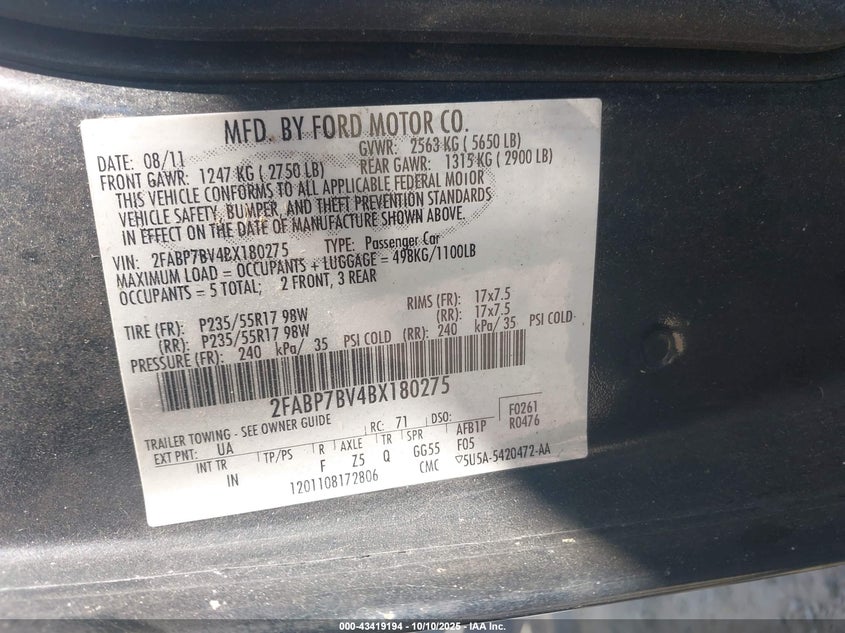 MFD. BY FORD MOTOR CO.
DATE: 08/11
GVWR: 2563 KG ( 5650 LB)
FRONT GAWR: 1247 KG ( 2750 LB)
REAR GAWR: 1315 KG ( 2900 LB)
THIS VEHICLE CONFORMS TO ALL APPLICABLE FEDERAL MOTOR
VEHICLE SAFETY, BUMPER, AND THEFT PREVENTION STANDARDS
IN EFFECT ON THE DATE OF MANUFACTURE SHOWN ABOVE.
VIN: 2FABP7BV4BX180275 TYPE: Passenger Car
MAXIMUM LOAD = OCCUPANTS + LUGGAGE = 498KG/1100LB
OCCUPANTS = 5 TOTAL; 2 FRONT, 3 REAR
TIRE (FR): P235/55R17 98W RIMS (FR): 17x7.5
(RR): P235/55R17 98W (RR): 17x7.5
PRESSURE (FR): 240 kPa/ 35 PSI COLD (RR): 240 kPa/ 35 PSI COLD
2FABP7BV4BX180275
TRAILER TOWING - SEE OWNER GUIDE
EXT PNT: UA RC: 71 DSO: AFB1P F0261 R0476
INT TR TP/PS R AXLE TR SPR F05
IN F Z5 Q GG55 CMC ▽5U5A-5420472-AA
1201108172806
000-43419194 - 10/10/2025 - IAA Inc.